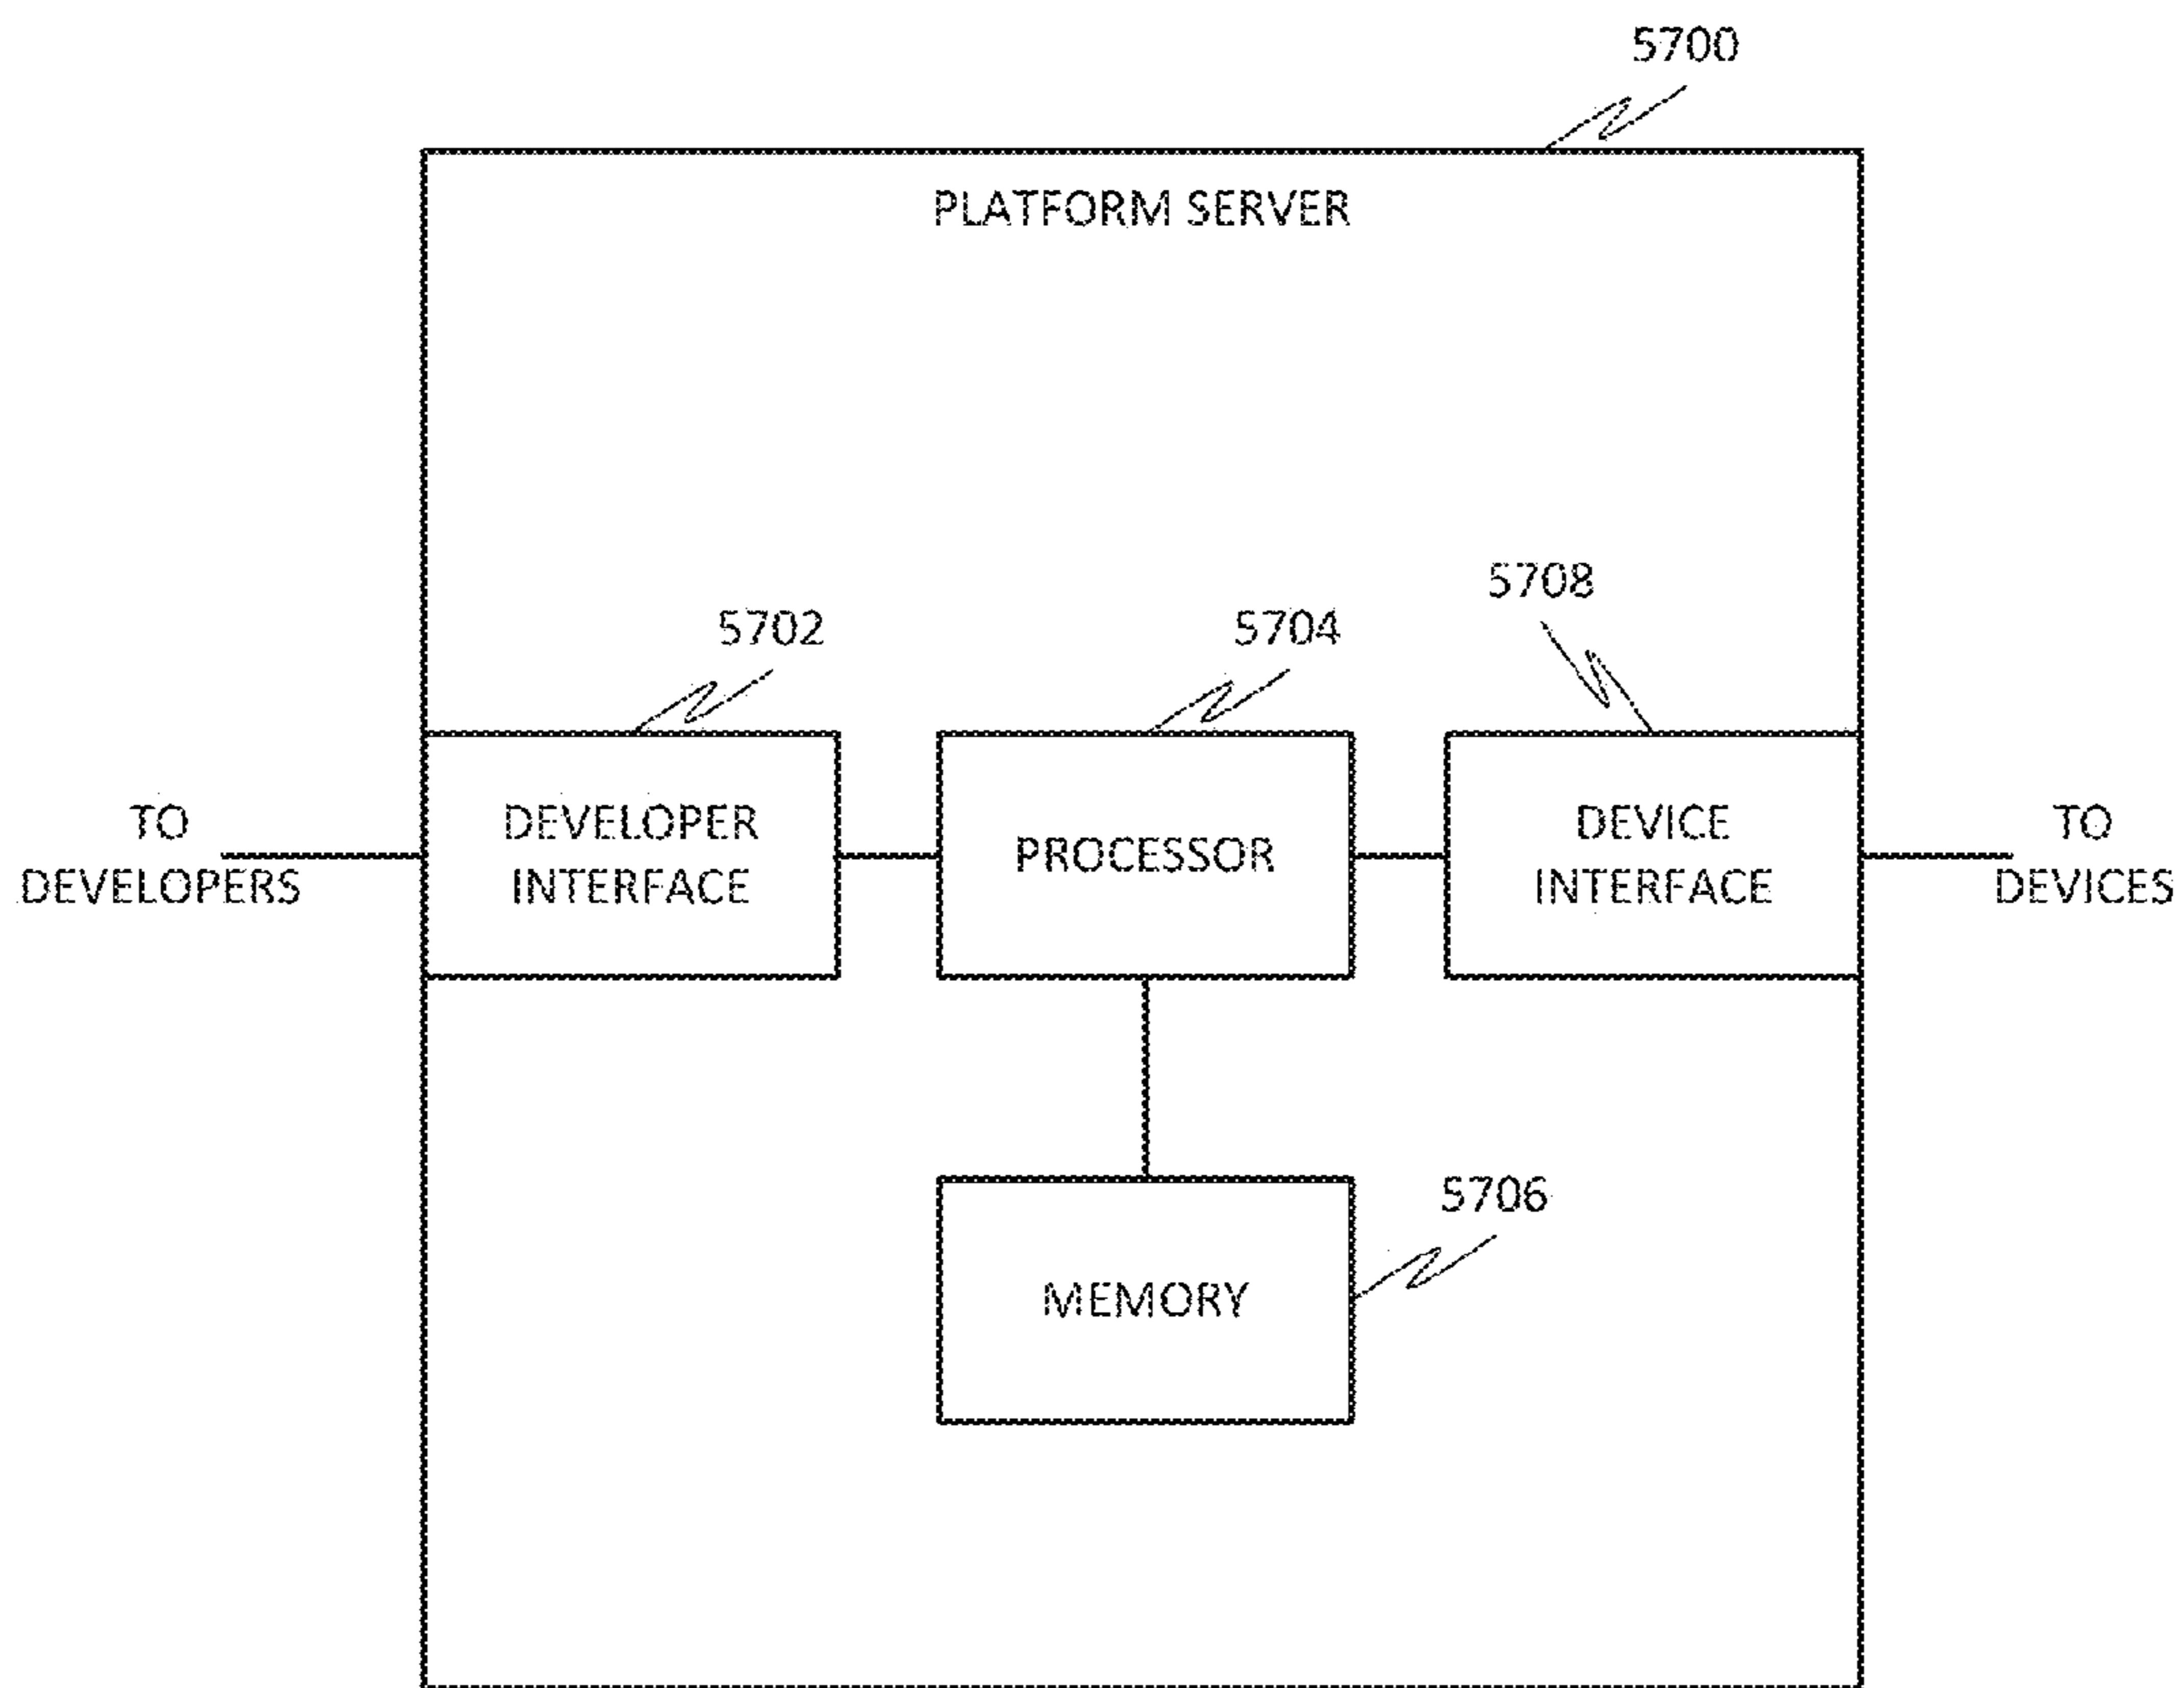 5700
PLATFORM SERVER
5708
5702
5704
TO
DEVELOPERS
DEVELOPER
INTERFACE
PROCESSOR
DEVICE
INTERFACE
TO
DEVICES
5706
MEMORY